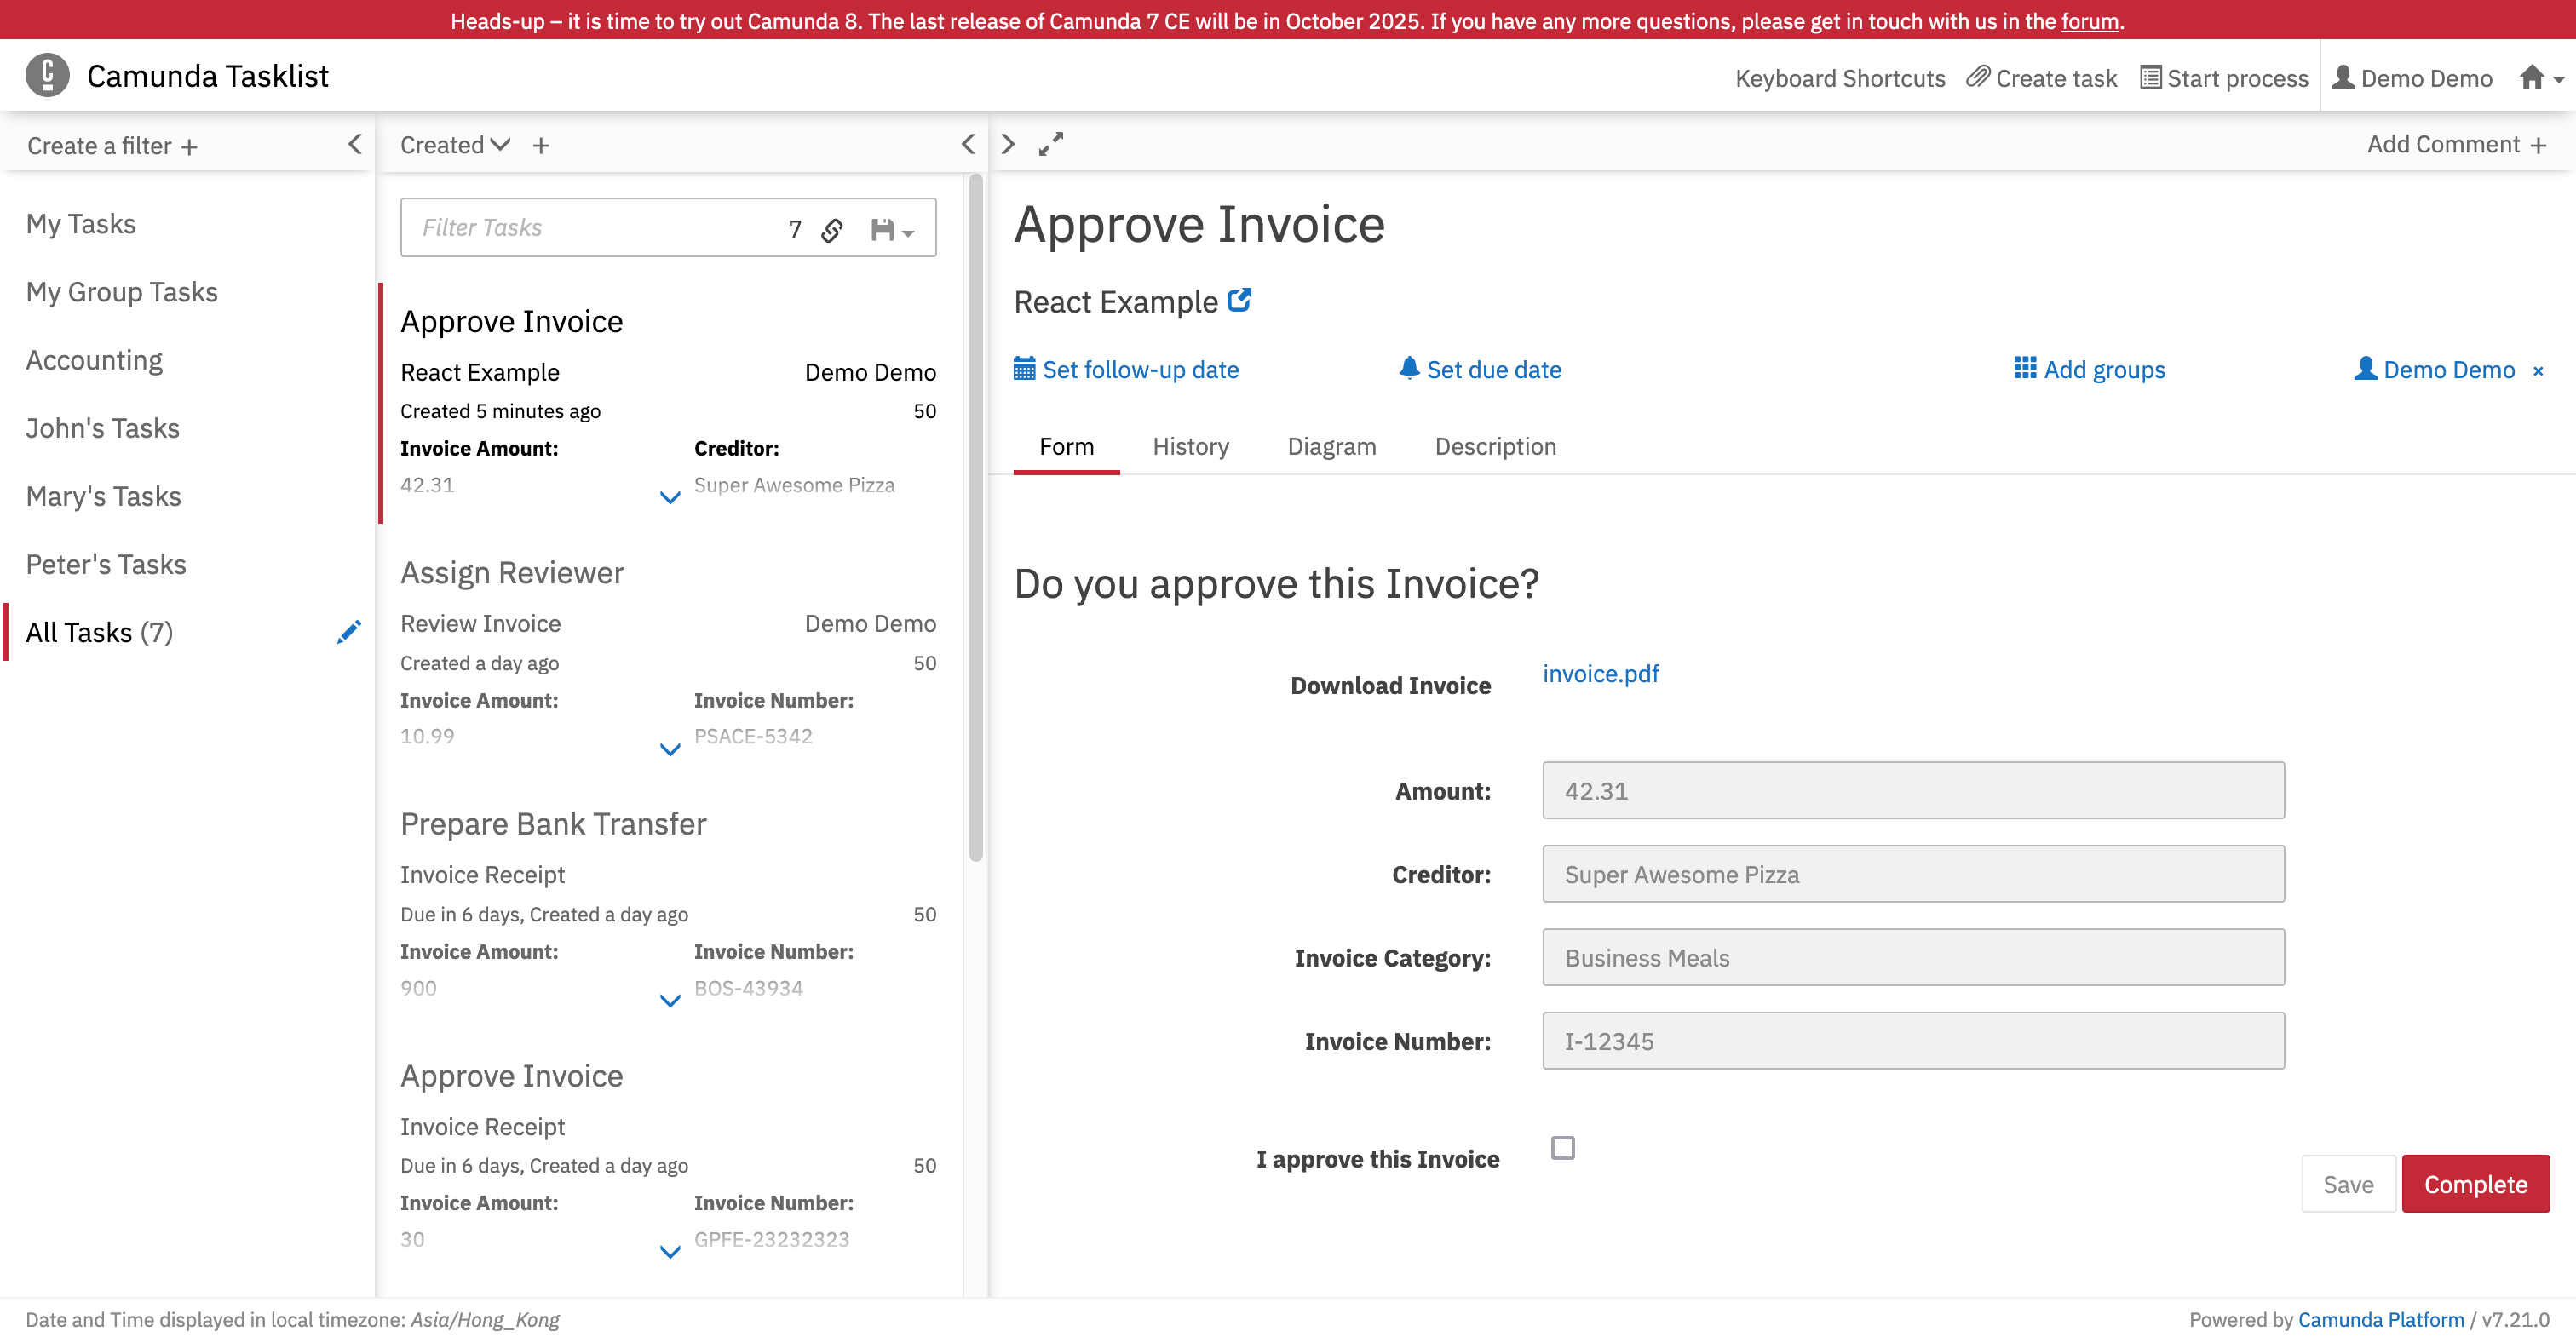 Heads-up – it is time to try out Camunda 8. The last release of Camunda 7 CE will be in October 2025. If you have any more questions, please get in touch with us in the forum.
Camunda Tasklist
Keyboard Shortcuts Create task Start process Demo Demo
Create a filter +
Created +
Add Comment +
My Tasks
My Group Tasks
Accounting
John's Tasks
Mary's Tasks
Peter's Tasks
All Tasks (7)
Filter Tasks 7
Approve Invoice
React Example Demo Demo
Created 5 minutes ago 50
Invoice Amount: Creditor:
42.31 Super Awesome Pizza
Assign Reviewer
Review Invoice Demo Demo
Created a day ago 50
Invoice Amount: Invoice Number:
10.99 PSACE-5342
Prepare Bank Transfer
Invoice Receipt
Due in 6 days, Created a day ago 50
Invoice Amount: Invoice Number:
900 BOS-43934
Approve Invoice
Invoice Receipt
Due in 6 days, Created a day ago 50
Invoice Amount: Invoice Number:
30 GPFE-23232323
Approve Invoice
React Example
Set follow-up date Set due date Add groups Demo Demo ×
Form History Diagram Description
Do you approve this Invoice?
Download Invoice invoice.pdf
Amount: 42.31
Creditor: Super Awesome Pizza
Invoice Category: Business Meals
Invoice Number: I-12345
I approve this Invoice
Save Complete
Date and Time displayed in local timezone: Asia/Hong_Kong
Powered by Camunda Platform / v7.21.0